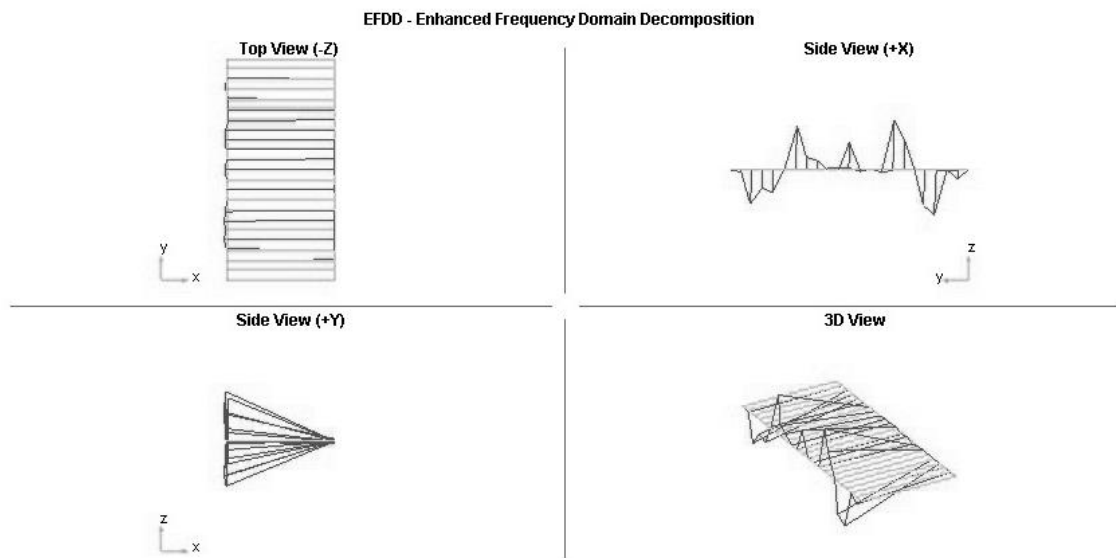 EFDD - Enhanced Frequency Domain Decomposition
Top View (-Z)
Side View (+X)
y
x
z
y
Side View (+Y)
3D View
z
x